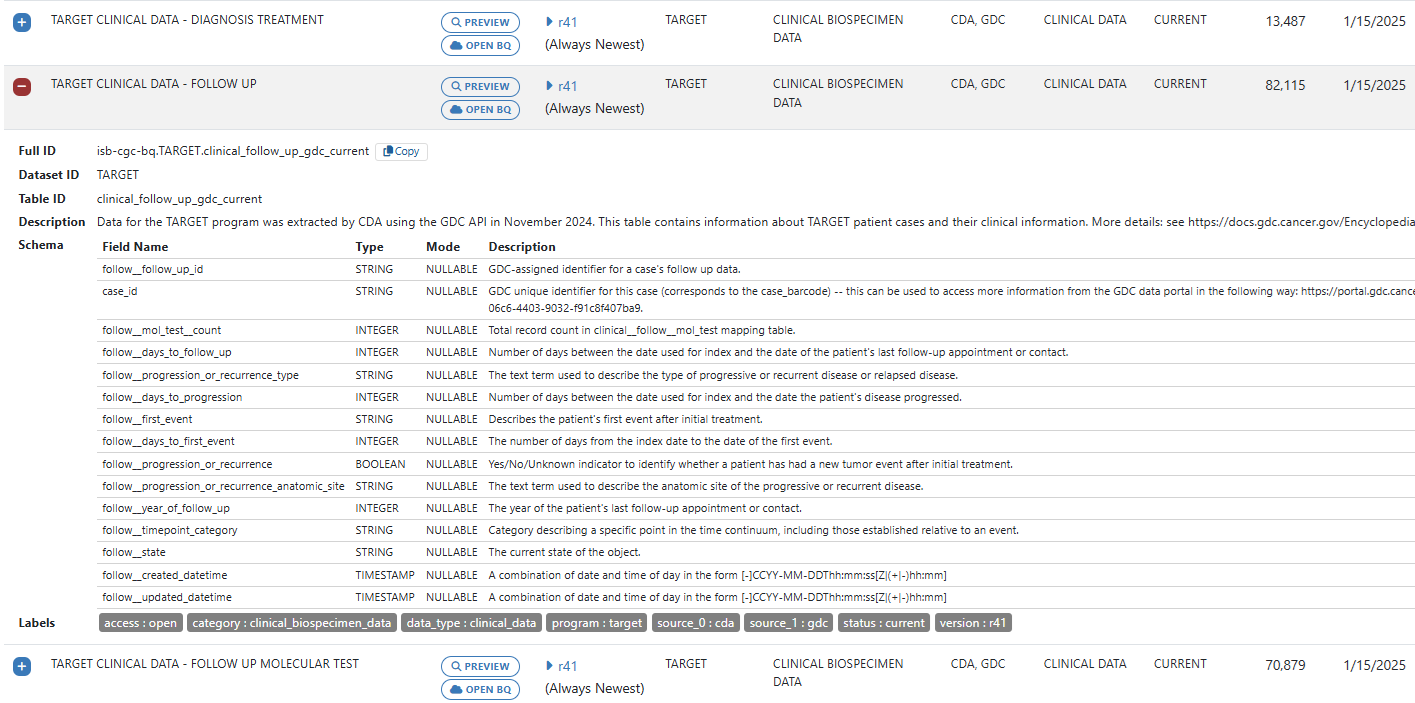 TARGET CLINICAL DATA - DIAGNOSIS TREATMENT PREVIEW r41 TARGET CLINICAL BIOSPECIMEN CDA, GDC CLINICAL DATA CURRENT 13,487 1/15/2025
OPEN BQ (Always Newest) DATA
TARGET CLINICAL DATA - FOLLOW UP PREVIEW r41 TARGET CLINICAL BIOSPECIMEN CDA, GDC CLINICAL DATA CURRENT 82,115 1/15/2025
OPEN BQ (Always Newest) DATA
Full ID isb-cgc-bq.TARGET.clinical_follow_up_gdc_current Copy
Dataset ID TARGET
Table ID clinical_follow_up_gdc_current
Description Data for the TARGET program was extracted by CDA using the GDC API in November 2024. This table contains information about TARGET patient cases and their clinical information. More details: see https://docs.gdc.cancer.gov/Encyclopedia
Schema Field Name Type Mode Description
follow__follow_up_id STRING NULLABLE GDC-assigned identifier for a case's follow up data.
case_id STRING NULLABLE GDC unique identifier for this case (corresponds to the case_barcode) -- this can be used to access more information from the GDC data portal in the following way: https://portal.gdc.cance
06c6-4403-9032-f91c8f407ba9.
follow__mol_test__count INTEGER NULLABLE Total record count in clinical__follow__mol_test mapping table.
follow__days_to_follow_up INTEGER NULLABLE Number of days between the date used for index and the date of the patient's last follow-up appointment or contact.
follow__progression_or_recurrence_type STRING NULLABLE The text term used to describe the type of progressive or recurrent disease or relapsed disease.
follow__days_to_progression INTEGER NULLABLE Number of days between the date used for index and the date the patient's disease progressed.
follow__first_event STRING NULLABLE Describes the patient's first event after initial treatment.
follow__days_to_first_event INTEGER NULLABLE The number of days from the index date to the date of the first event.
follow__progression_or_recurrence BOOLEAN NULLABLE Yes/No/Unknown indicator to identify whether a patient has had a new tumor event after initial treatment.
follow__progression_or_recurrence_anatomic_site STRING NULLABLE The text term used to describe the anatomic site of the progressive or recurrent disease.
follow__year_of_follow_up INTEGER NULLABLE The year of the patient's last follow-up appointment or contact.
follow__timepoint_category STRING NULLABLE Category describing a specific point in the time continuum, including those established relative to an event.
follow__state STRING NULLABLE The current state of the object.
follow__created_datetime TIMESTAMP NULLABLE A combination of date and time of day in the form [-]CCYY-MM-DDThh:mm:ss[Z|(+|-)hh:mm]
follow__updated_datetime TIMESTAMP NULLABLE A combination of date and time of day in the form [-]CCYY-MM-DDThh:mm:ss[Z|(+|-)hh:mm]
Labels access : open category : clinical_biospecimen_data data_type : clinical_data program : target source_0 : cda source_1 : gdc status : current version : r41
TARGET CLINICAL DATA - FOLLOW UP MOLECULAR TEST PREVIEW r41 TARGET CLINICAL BIOSPECIMEN CDA, GDC CLINICAL DATA CURRENT 70,879 1/15/2025
OPEN BQ (Always Newest) DATA